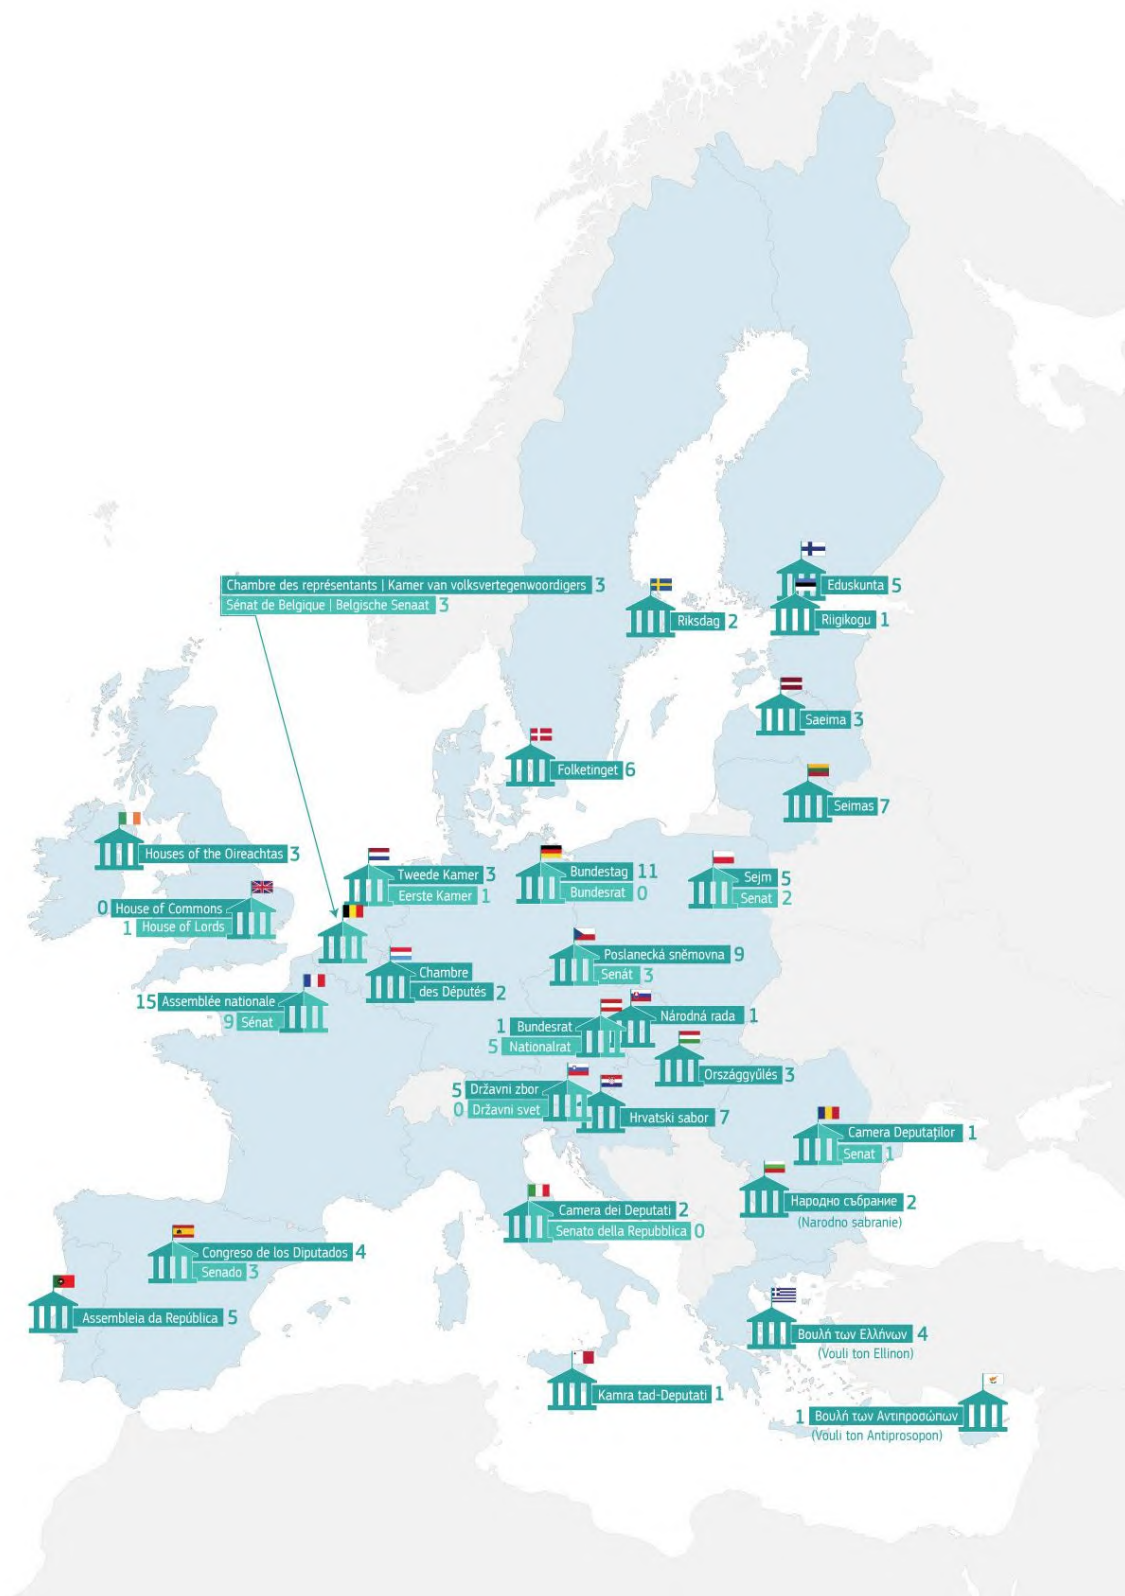 Eduskunta 5
Chambre des représentants | Kamer van volksvertegenwoordigers 3
Sénat de Belgique | Belgische Senaat 3
Riksdag 2
Riigikogu 1
Saeima 3
Folketinget 6
Seimas 7
Houses of the Oireachtas 3
Tweede Kamer 3
Eerste Kamer 1
Bundestag 11
Bundesrat 0
Sejm 5
Senat 2
0 House of Commons
1 House of Lords
Poslanecká sněmovna 9
Senát 3
Chambre
des Députés 2
15 Assemblée nationale
9 Sénat
Národná rada 1
1 Bundesrat
5 Nationalrat
Országgyűlés 3
5 Državni zbor
0 Državni svet
Hrvatski sabor 7
Camera Deputaților 1
Senat 1
Народно събрание 2
(Narodno sabranie)
Camera dei Deputati 2
Senato della Repubblica 0
Congreso de los Diputados 4
Senado 3
Assembleia da República 5
Βουλή των Ελλήνων 4
(Vouli ton Ellinon)
Kamra tad-Deputati 1
1 Βουλή των Αντιπροσώπων
(Vouli ton Antiprosopon)